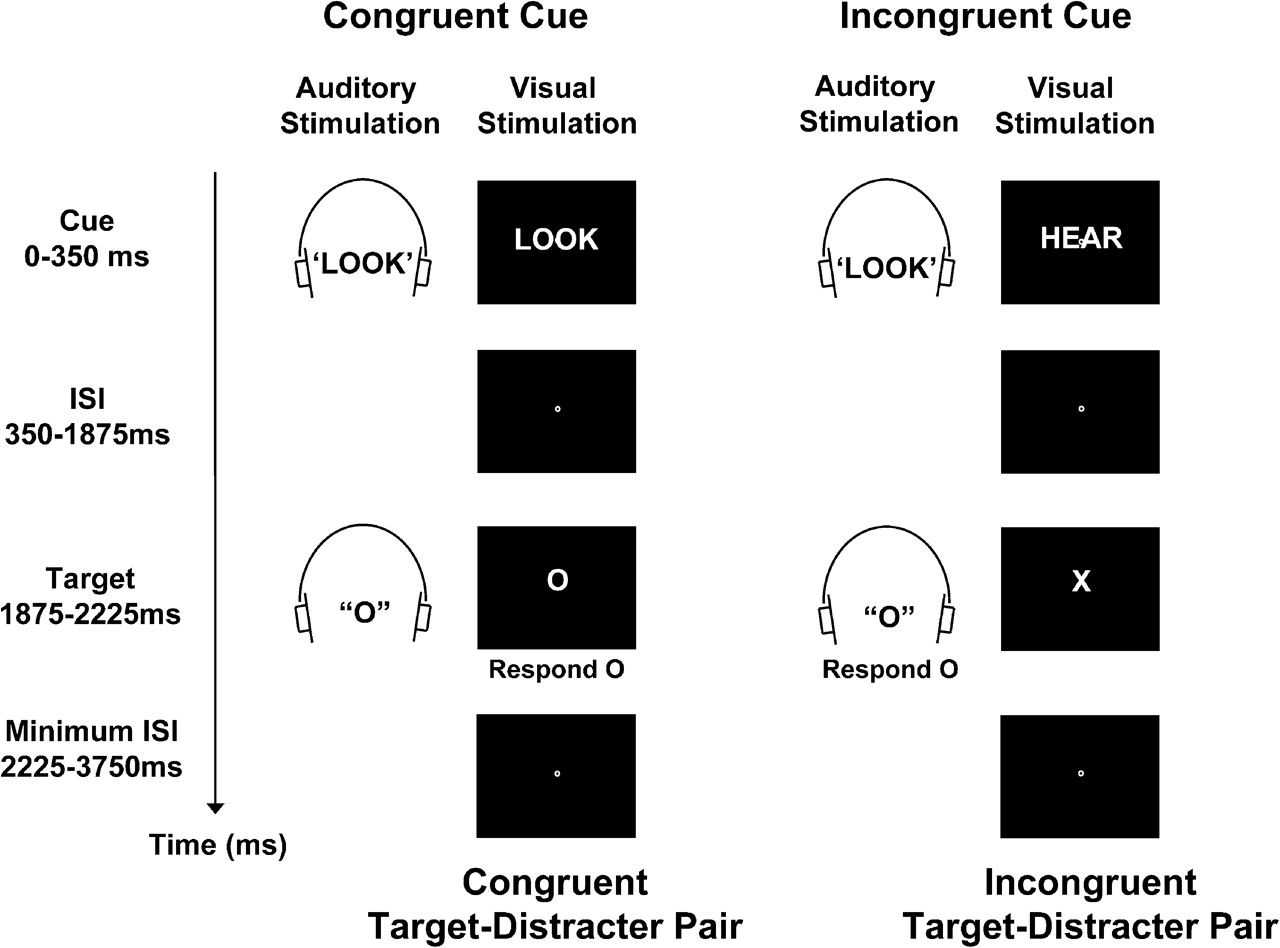 Congruent Cue
Incongruent Cue
Auditory
Stimulation
Visual
Stimulation
Auditory
Stimulation
Visual
Stimulation
Cue
0-350 ms
‘LOOK’
LOOK
‘LOOK’
HEAR
ISI
350-1875ms
Target
1875-2225ms
“O”
O
Respond O
“O”
Respond O
X
Minimum ISI
2225-3750ms
Time (ms)
Congruent
Target-Distracter Pair
Incongruent
Target-Distracter Pair